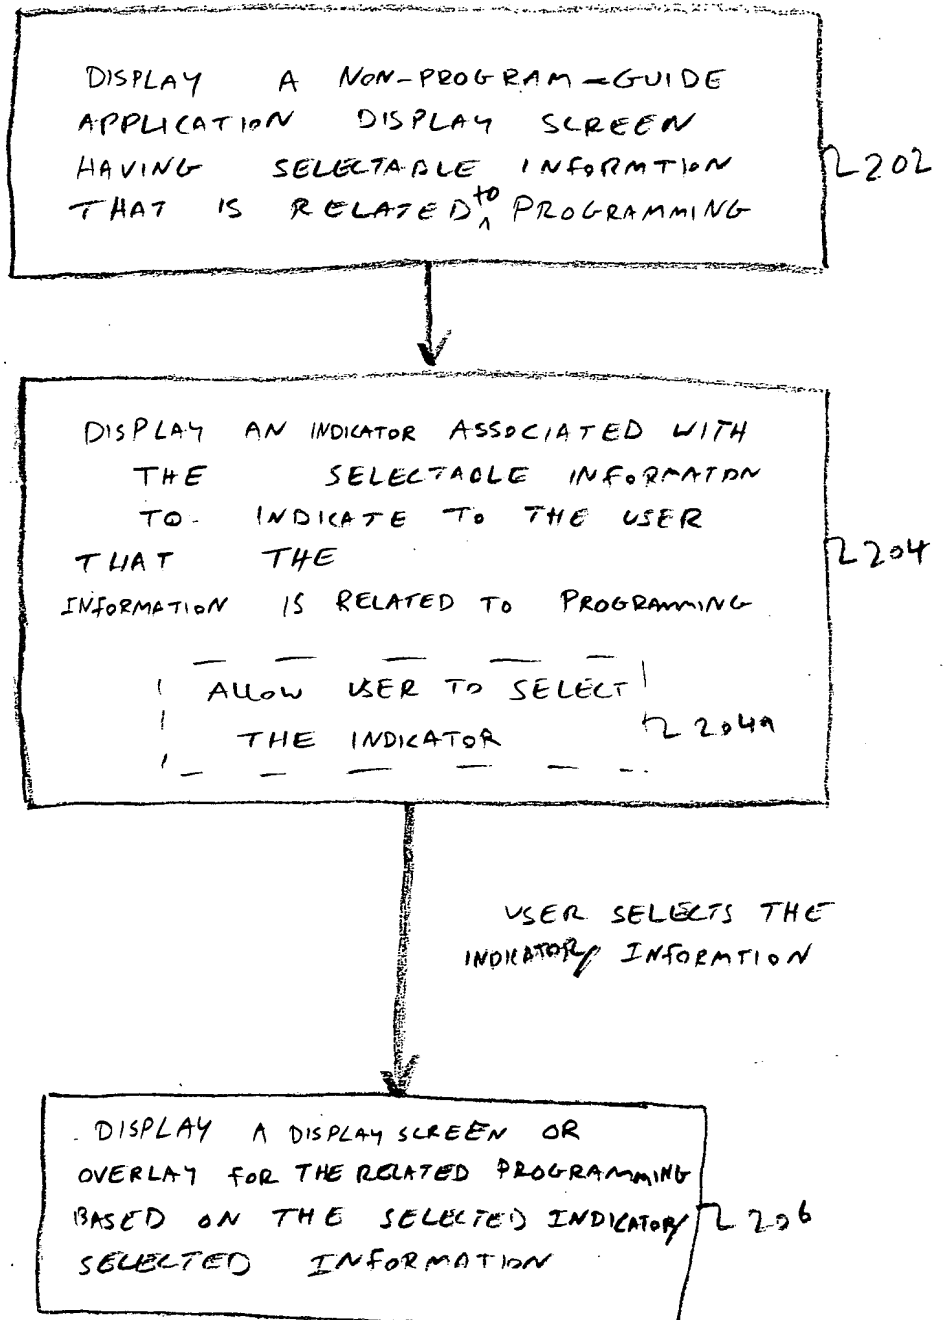 DISPLAY A NON-PROGRAM-GUIDE
APPLICATION DISPLAY SCREEN
HAVING SELECTABLE INFORMTION
THAT IS RELATED to PROGRAMMING
202
DISPLAY AN INDICATOR ASSOCIATED WITH
THE SELECTABLE INFORMATON
TO INDICATE TO THE USER
THAT THE
INFORMATION IS RELATED TO PROGRAMMING
204
ALLOW USER TO SELECT
THE INDICATOR
204a
USER SELECTS THE
INDICATOR/ INFORMTION
DISPLAY A DISPLAY SCREEN OR
OVERLAY FOR THE RELATED PROGRAMMING
BASED ON THE SELECTED INDICATOR/
SELECTED INFORMATION
206